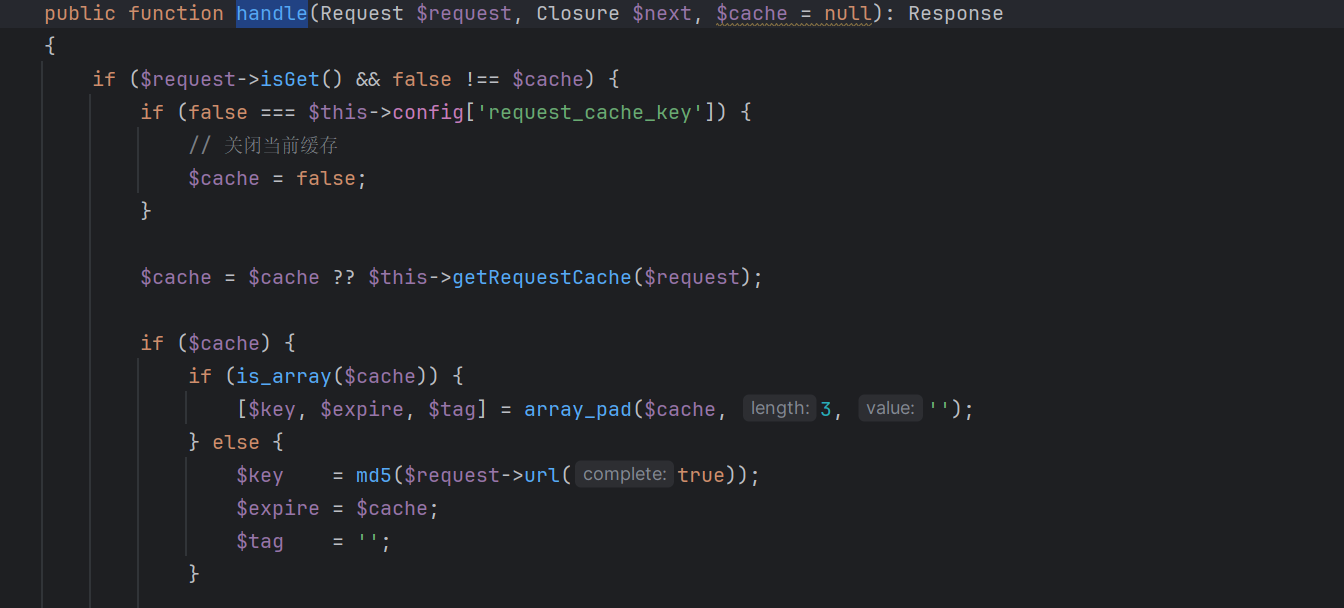 public function handle(Request $request, Closure $next, $cache = null): Response
{
if ($request->isGet() && false !== $cache) {
if (false === $this->config['request_cache_key']) {
// 关闭当前缓存
$cache = false;
}
$cache = $cache ?? $this->getRequestCache($request);
if ($cache) {
if (is_array($cache)) {
[$key, $expire, $tag] = array_pad($cache, length: 3, value: '');
} else {
$key    = md5($request->url( complete: true));
$expire = $cache;
$tag    = '';
}